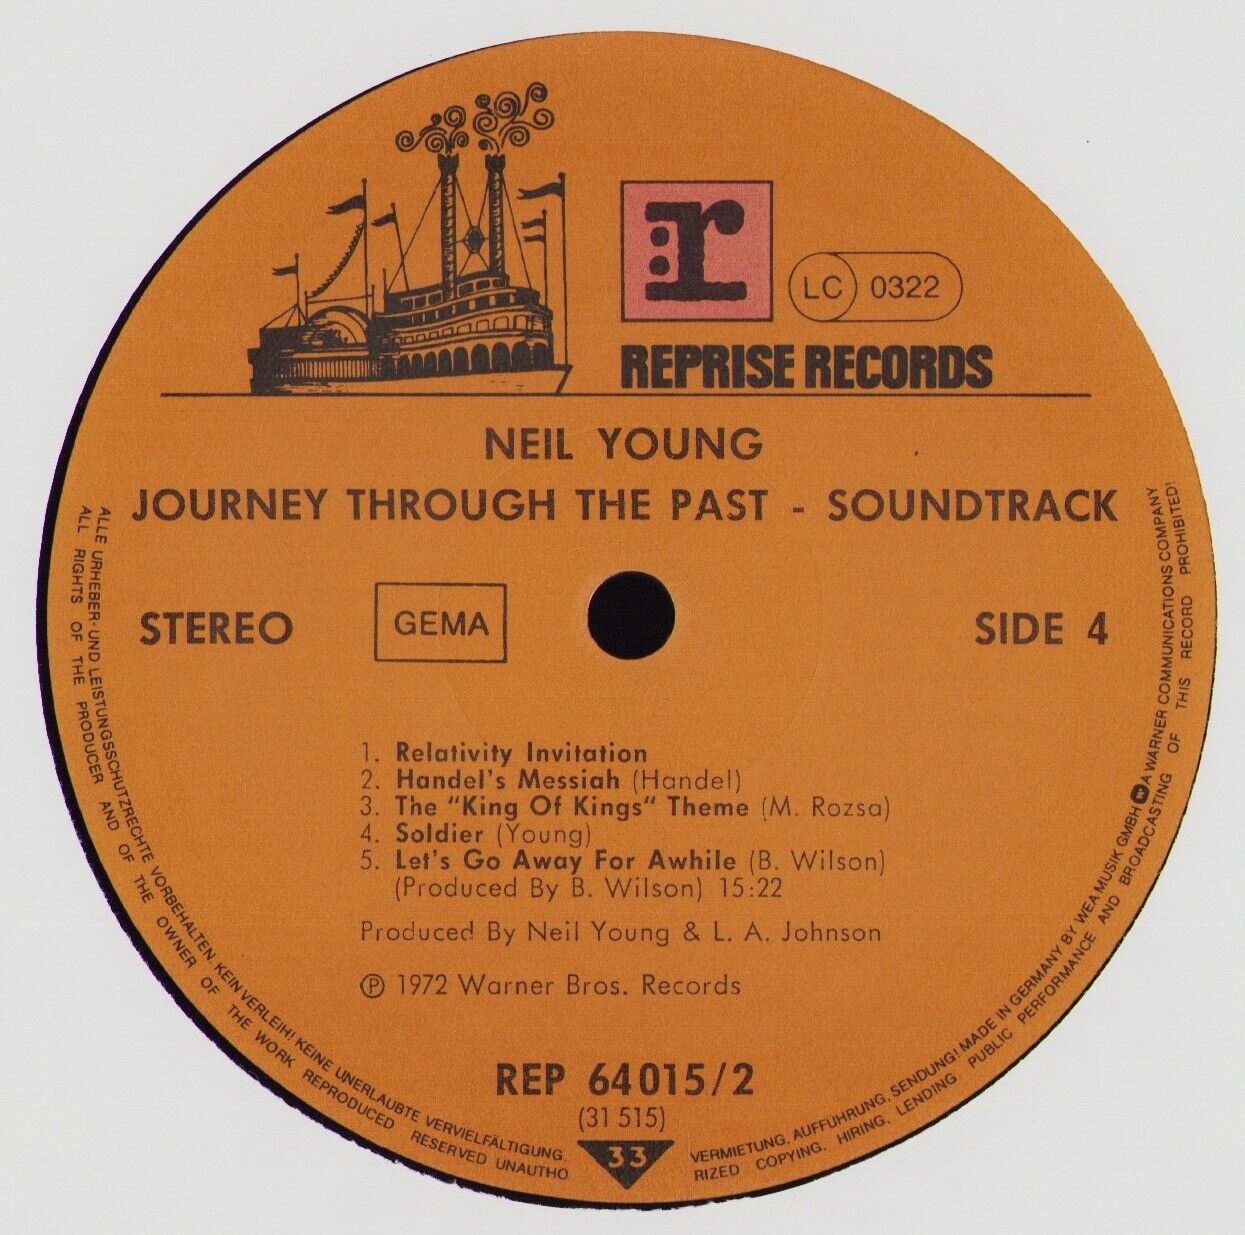 r:
LC 0322
REPRISE RECORDS
NEIL YOUNG
JOURNEY THROUGH THE PAST - SOUNDTRACK
STEREO
GEMA
SIDE 4
1. Relativity Invitation
2. Handel's Messiah (Handel)
3. The "King Of Kings" Theme (M. Rozsa)
4. Soldier (Young)
5. Let's Go Away For Awhile (B. Wilson)
(Produced By B. Wilson) 15:22
Produced By Neil Young & L. A. Johnson
Ⓟ 1972 Warner Bros. Records
REP 64015/2
(31 515)
33
ALLE URHEBER- UND LEISTUNGSSCHUTZRECHTE VORBEHALTEN. KEIN VERLEIH! KEINE UNERLAUBTE VERVIELFÄLTIGUNG, VERMIETUNG, AUFFÜHRUNG, SENDUNG! MADE IN GERMANY BY WEA MUSIK GMBH A WARNER COMMUNICATIONS COMPANY
ALL RIGHTS OF THE PRODUCER AND OF THE OWNER OF THE WORK REPRODUCED RESERVED UNAUTHORIZED COPYING, HIRING, LENDING PUBLIC PERFORMANCE AND BROADCASTING OF THIS RECORD PROHIBITED!